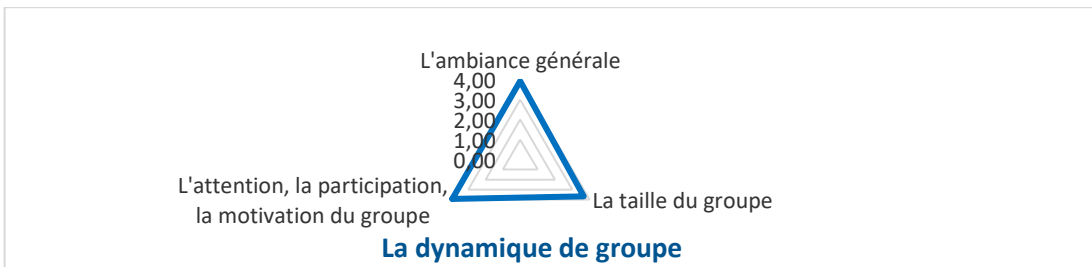 L'ambiance générale
4,00
3,00
2,00
1,00
0,00
L'attention, la participation,
la motivation du groupe
La taille du groupe
La dynamique de groupe